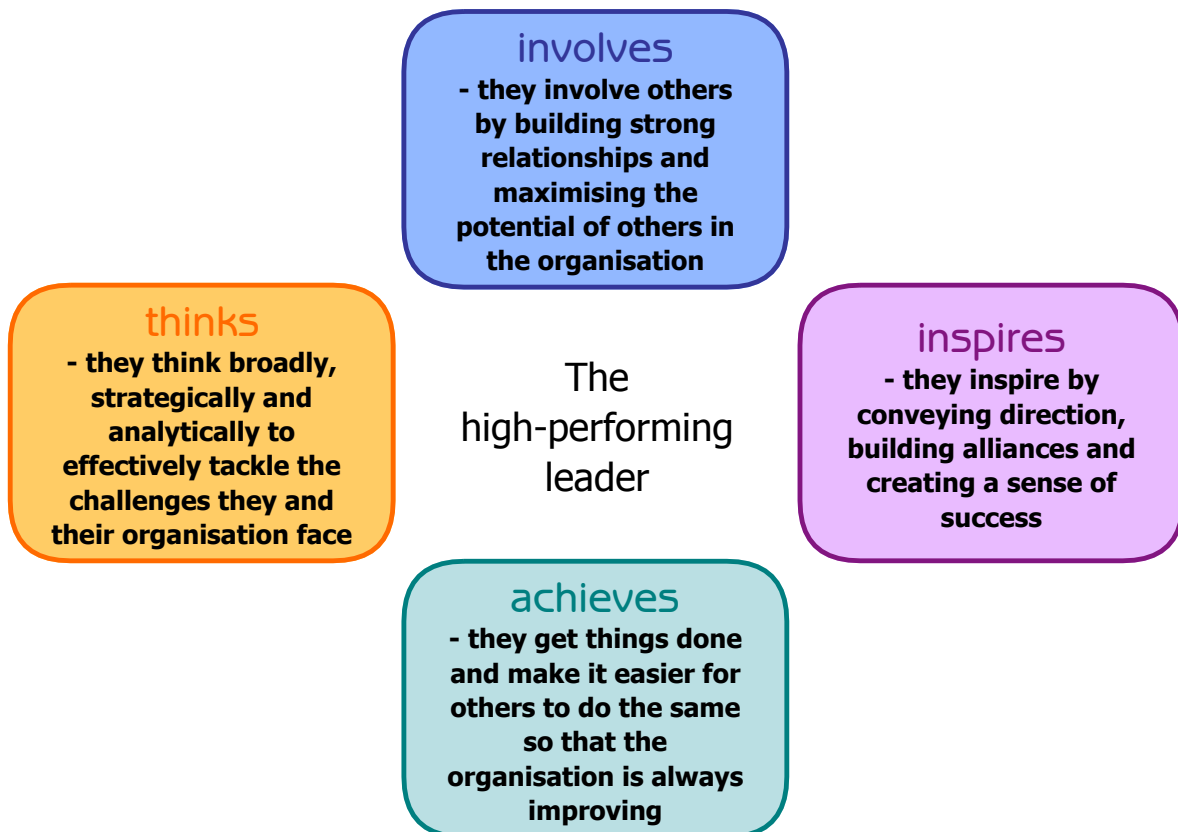 involves
- they involve others
by building strong
relationships and
maximising the
potential of others in
the organisation
thinks
- they think broadly,
strategically and
analytically to
effectively tackle the
challenges they and
their organisation face
The
high-performing
leader
inspires
- they inspire by
conveying direction,
building alliances and
creating a sense of
success
achieves
- they get things done
and make it easier for
others to do the same
so that the
organisation is always
improving